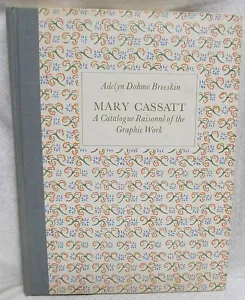 Adelyn Dohme Breeskin
MARY CASSATT
A Catalogue Raisonné of the
Graphic Work